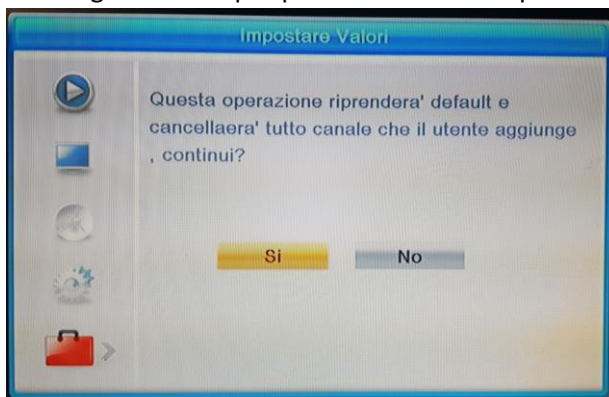 Impostare Valori
Questa operazione riprendera' default e
cancellaera' tutto canale che il utente aggiunge
, continui?
Si No